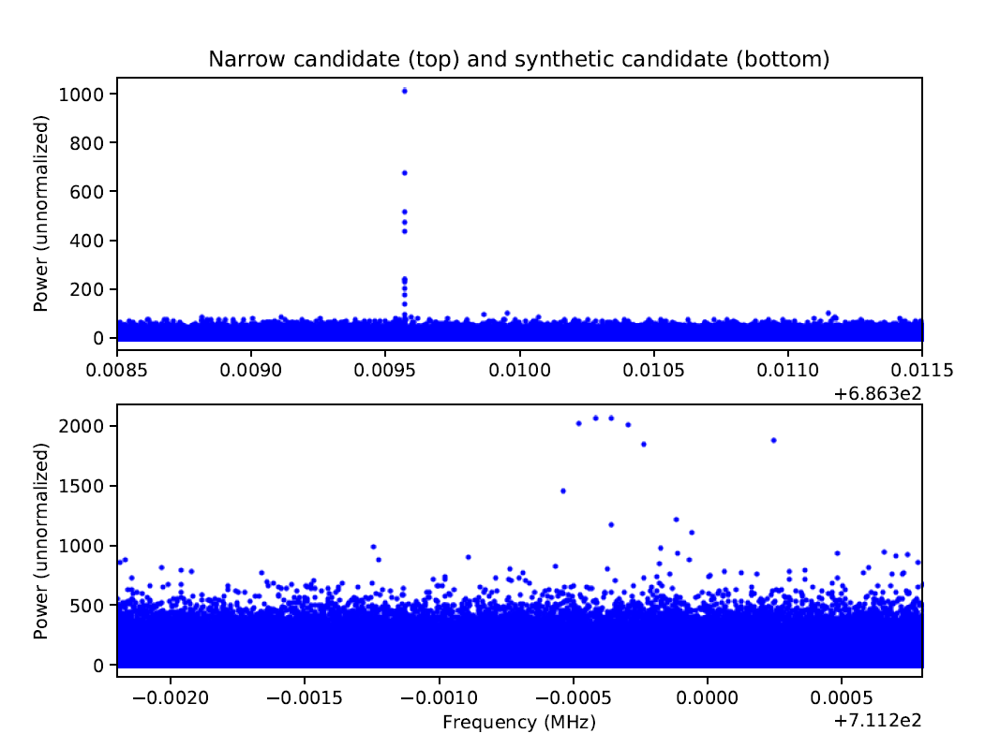 Narrow candidate (top) and synthetic candidate (bottom)
Power (unnormalized)
1000
800
600
400
200
0
0.0085 0.0090 0.0095 0.0100 0.0105 0.0110 0.0115
+6.863e2
Power (unnormalized)
2000
1500
1000
500
0
−0.0020 −0.0015 −0.0010 −0.0005 0.0000 0.0005
Frequency (MHz)
+7.112e2